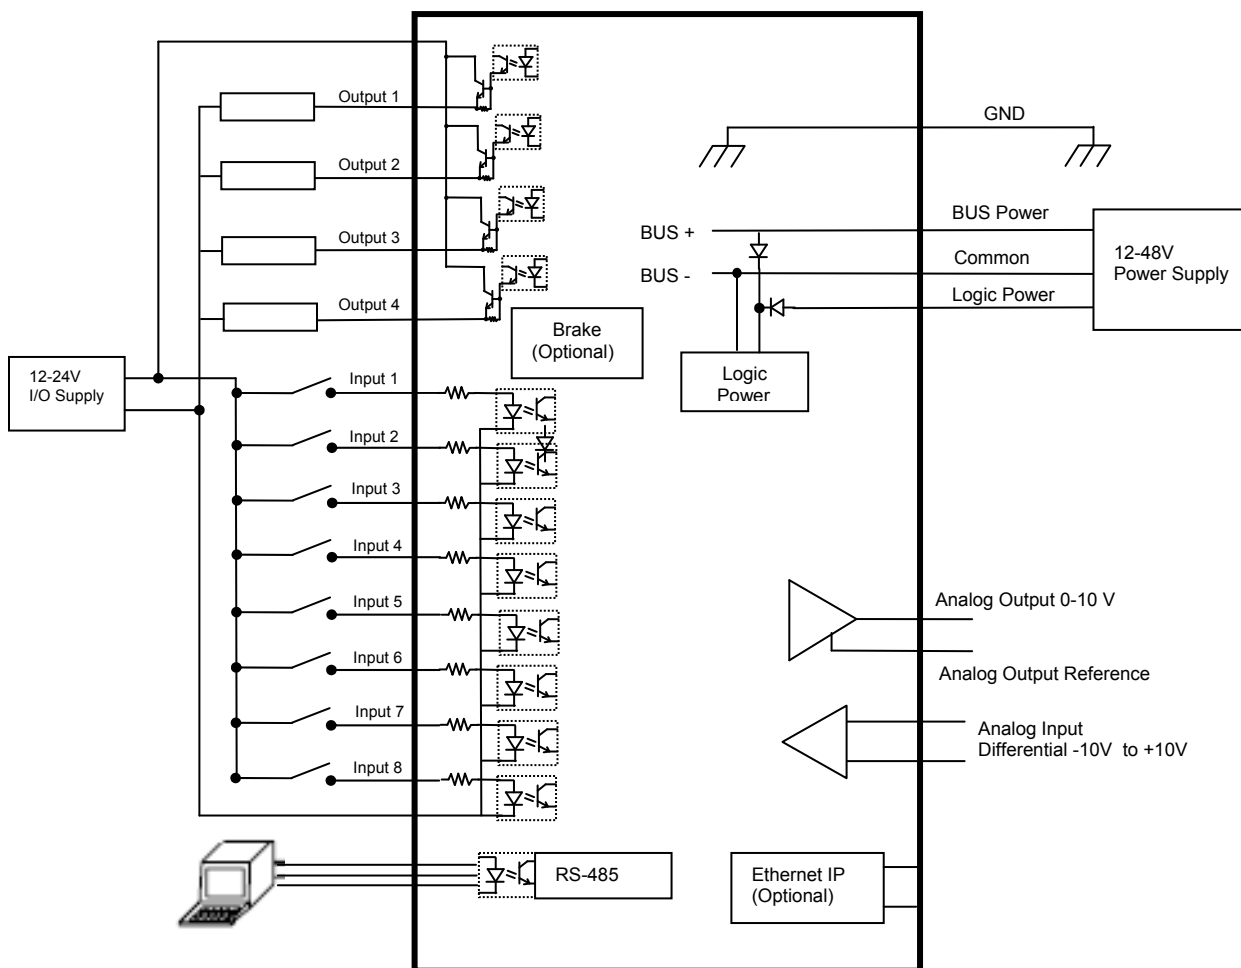 Output 1
Output 2
Output 3
Output 4
12-24V
I/O Supply
Input 1
Input 2
Input 3
Input 4
Input 5
Input 6
Input 7
Input 8
Brake
(Optional)
RS-485
GND
BUS +
BUS -
BUS Power
Common
Logic Power
12-48V
Power Supply
Logic
Power
Analog Output 0-10 V
Analog Output Reference
Analog Input
Differential -10V to +10V
Ethernet IP
(Optional)